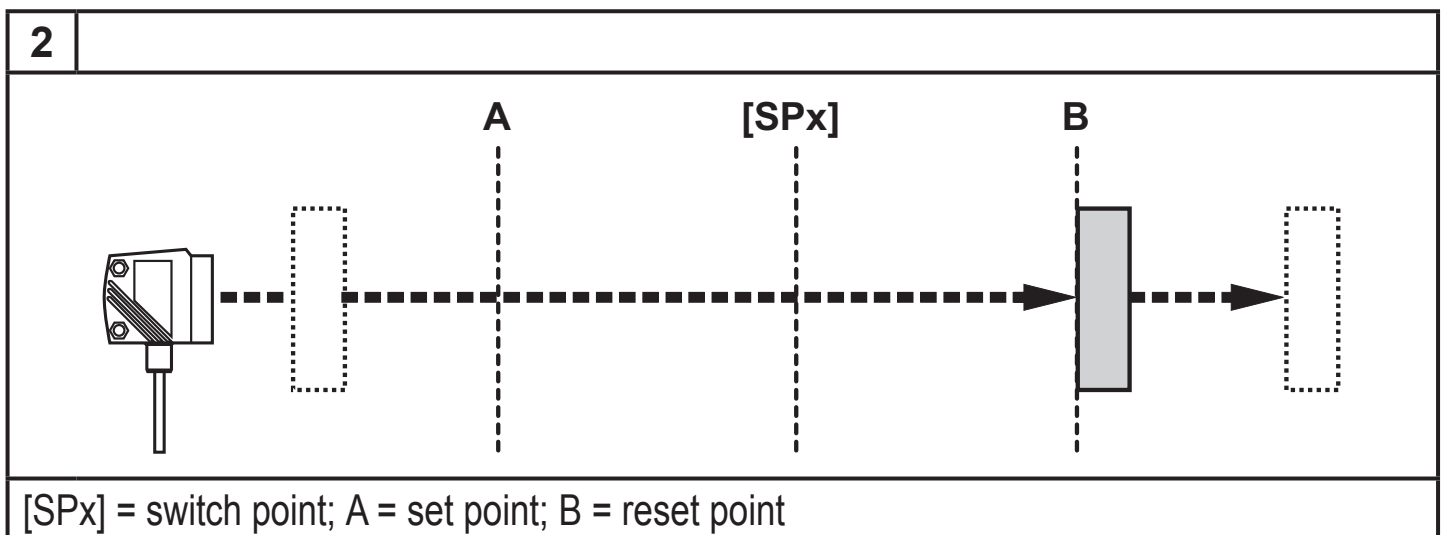 2
A [SPx] B
[SPx] = switch point; A = set point; B = reset point